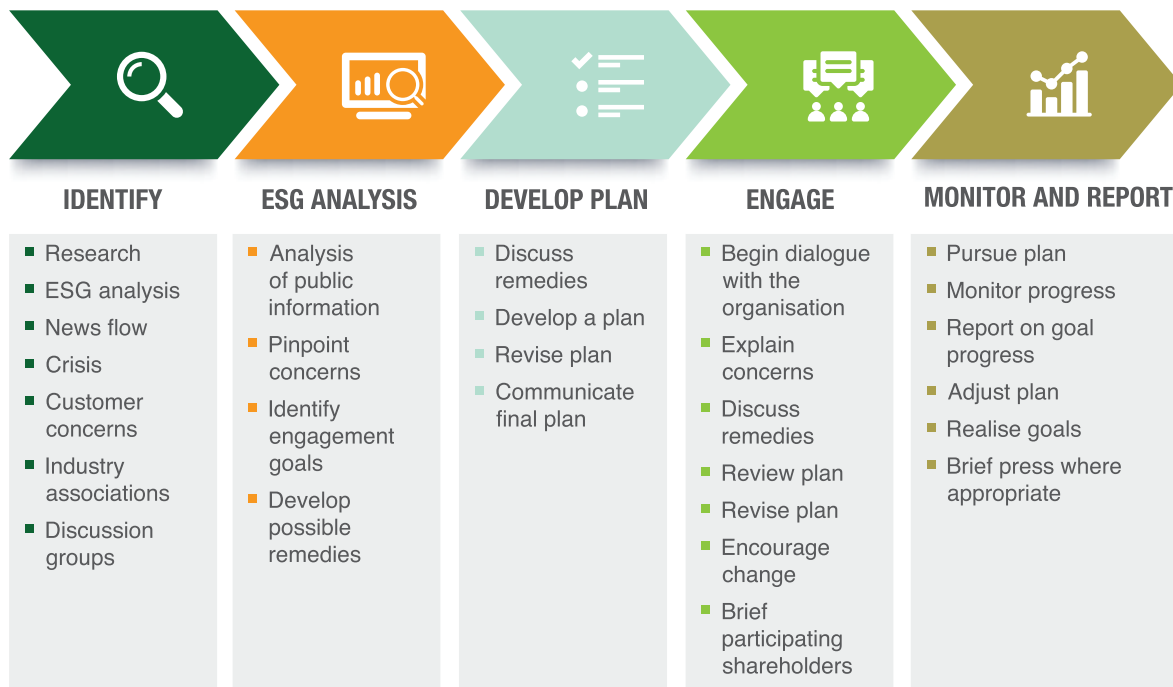 IDENTIFY
Research
ESG analysis
News flow
Crisis
Customer
concerns
Industry
associations
Discussion
groups
ESG ANALYSIS
Analysis
of public
information
Pinpoint
concerns
Identify
engagement
goals
Develop
possible
remedies
DEVELOP PLAN
Discuss
remedies
Develop a plan
Revise plan
Communicate
final plan
ENGAGE
Begin dialogue
with the
organisation
Explain
concerns
Discuss
remedies
Review plan
Revise plan
Encourage
change
Brief
participating
shareholders
MONITOR AND REPORT
Pursue plan
Monitor progress
Report on goal
progress
Adjust plan
Realise goals
Brief press where
appropriate